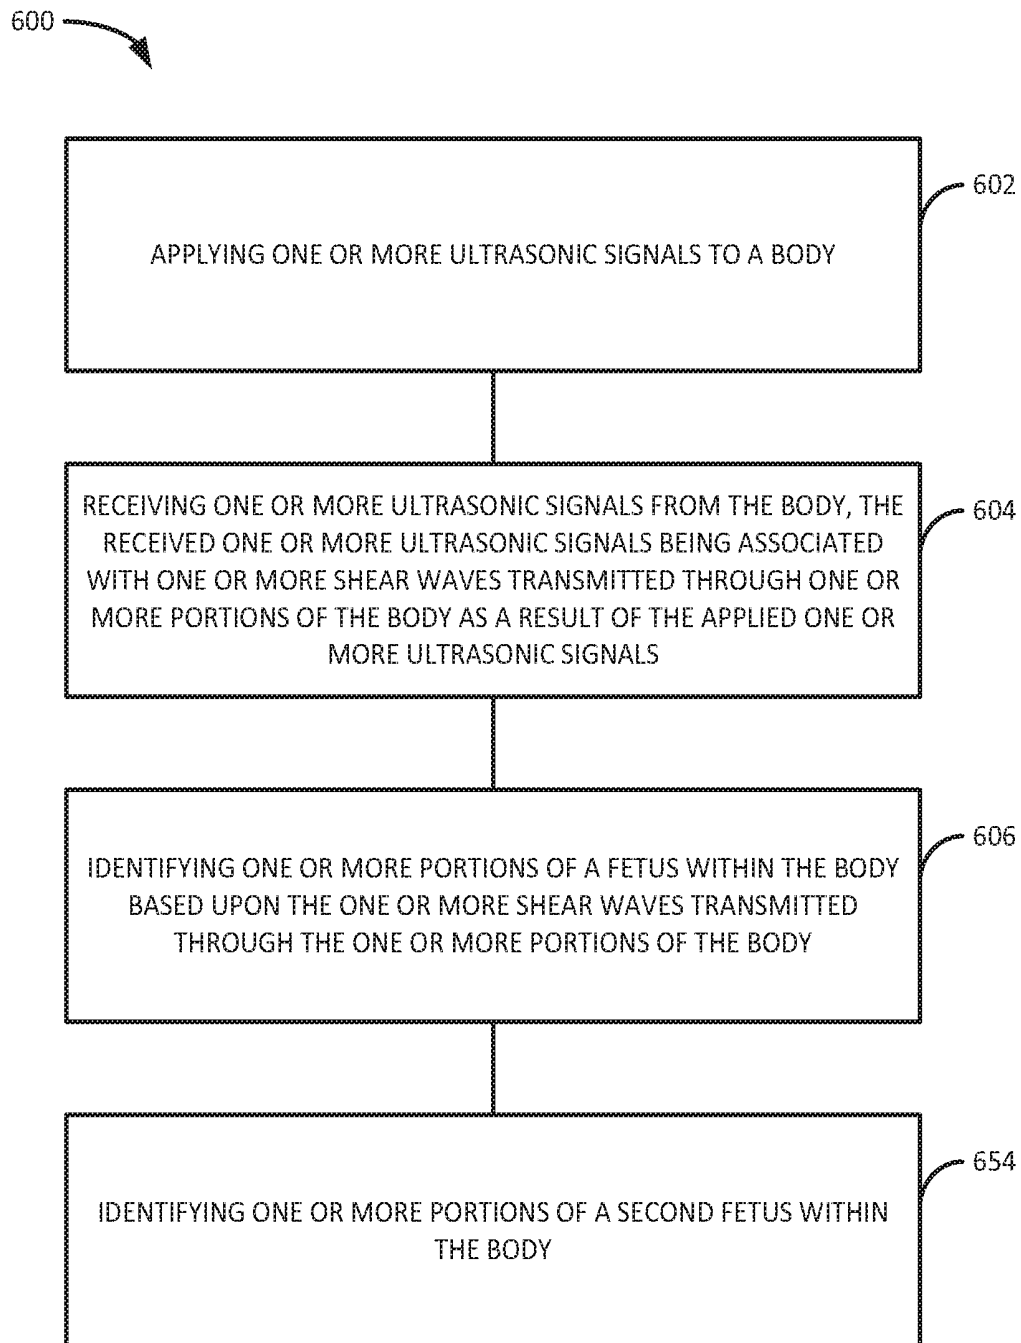 600
602
APPLYING ONE OR MORE ULTRASONIC SIGNALS TO A BODY
604
RECEIVING ONE OR MORE ULTRASONIC SIGNALS FROM THE BODY, THE
RECEIVED ONE OR MORE ULTRASONIC SIGNALS BEING ASSOCIATED
WITH ONE OR MORE SHEAR WAVES TRANSMITTED THROUGH ONE OR
MORE PORTIONS OF THE BODY AS A RESULT OF THE APPLIED ONE OR
MORE ULTRASONIC SIGNALS
606
IDENTIFYING ONE OR MORE PORTIONS OF A FETUS WITHIN THE BODY
BASED UPON THE ONE OR MORE SHEAR WAVES TRANSMITTED
THROUGH THE ONE OR MORE PORTIONS OF THE BODY
654
IDENTIFYING ONE OR MORE PORTIONS OF A SECOND FETUS WITHIN
THE BODY